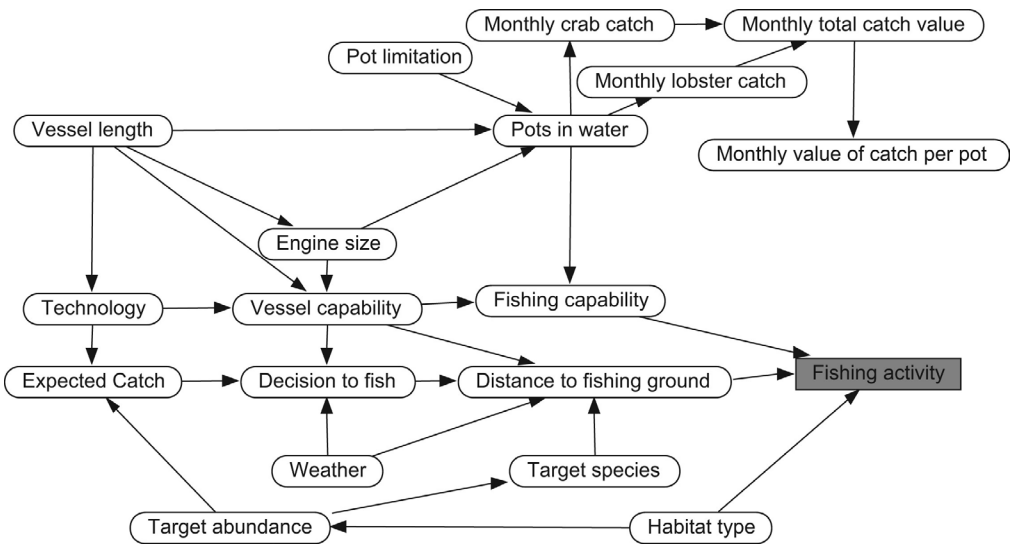 Monthly crab catch
Monthly total catch value
Pot limitation
Monthly lobster catch
Vessel length
Pots in water
Monthly value of catch per pot
Engine size
Technology
Vessel capability
Fishing capability
Expected Catch
Decision to fish
Distance to fishing ground
Fishing activity
Weather
Target species
Target abundance
Habitat type